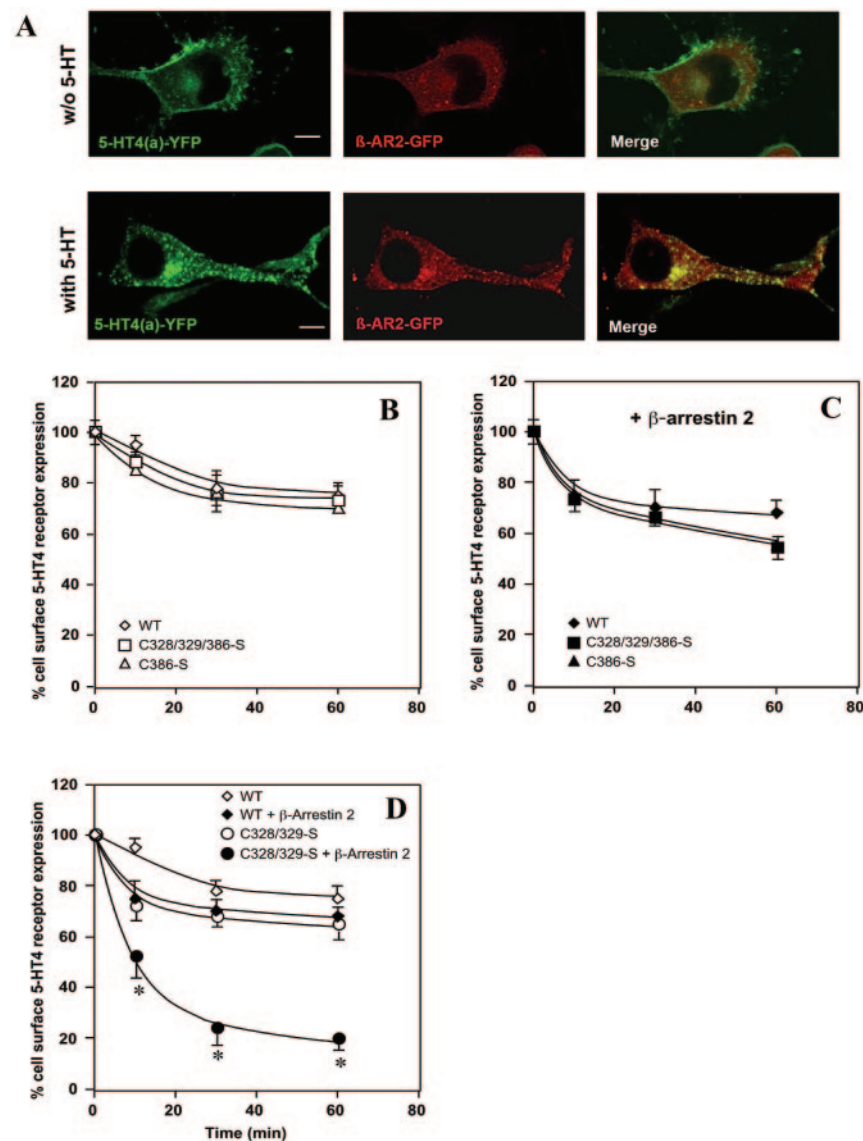 A
w/o 5-HT
5-HT4(a)-YFP
ß-AR2-GFP
Merge
with 5-HT
5-HT4(a)-YFP
ß-AR2-GFP
Merge
% cell surface 5-HT4 receptor expression
120
100
80
60
40
20
0
0 20 40 60 80
B
WT
C328/329/386-S
C386-S
% cell surface 5-HT4 receptor expression
120
100
80
60
40
20
0
0 20 40 60 80
+ β-arrestin 2
C
WT
C328/329/386-S
C386-S
% cell surface 5-HT4 receptor expression
120
100
80
60
40
20
0
0 20 40 60 80
Time (min)
D
WT
WT + β-Arrestin 2
C328/329-S
C328/329-S + β-Arrestin 2
*
*
*